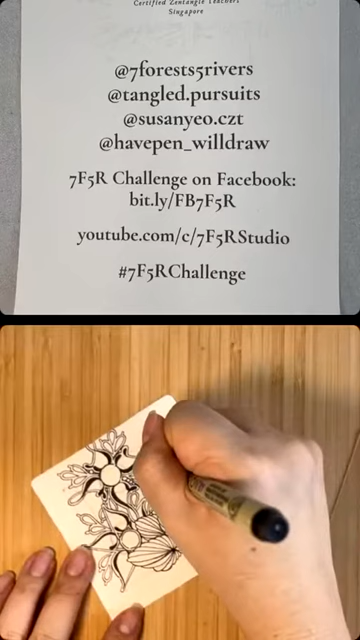 Certified Zentangle Teachers
Singapore
@7forests5rivers
@tangled.pursuits
@susanyeo.czt
@havepen_willdraw
7F5R Challenge on Facebook:
bit.ly/FB7F5R
youtube.com/c/7F5RStudio
#7F5RChallenge